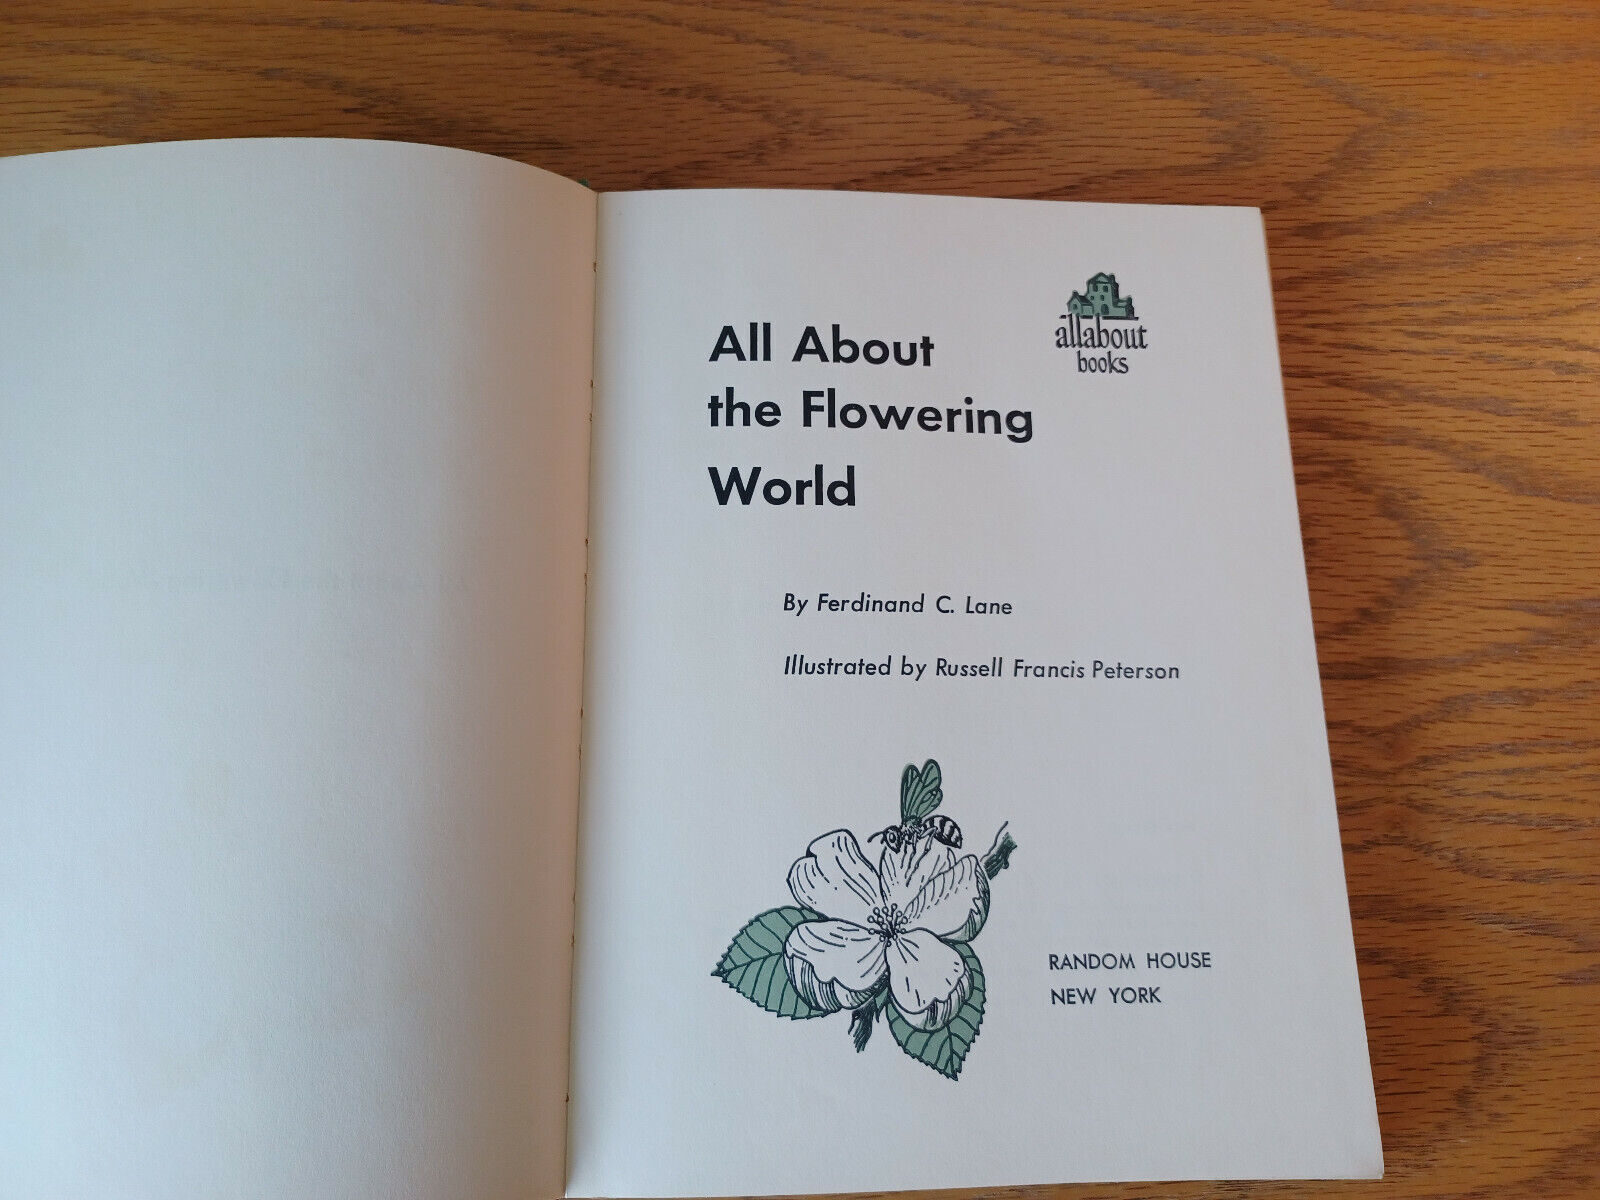 allabout
books
All About
the Flowering
World
By Ferdinand C. Lane
Illustrated by Russell Francis Peterson
RANDOM HOUSE
NEW YORK